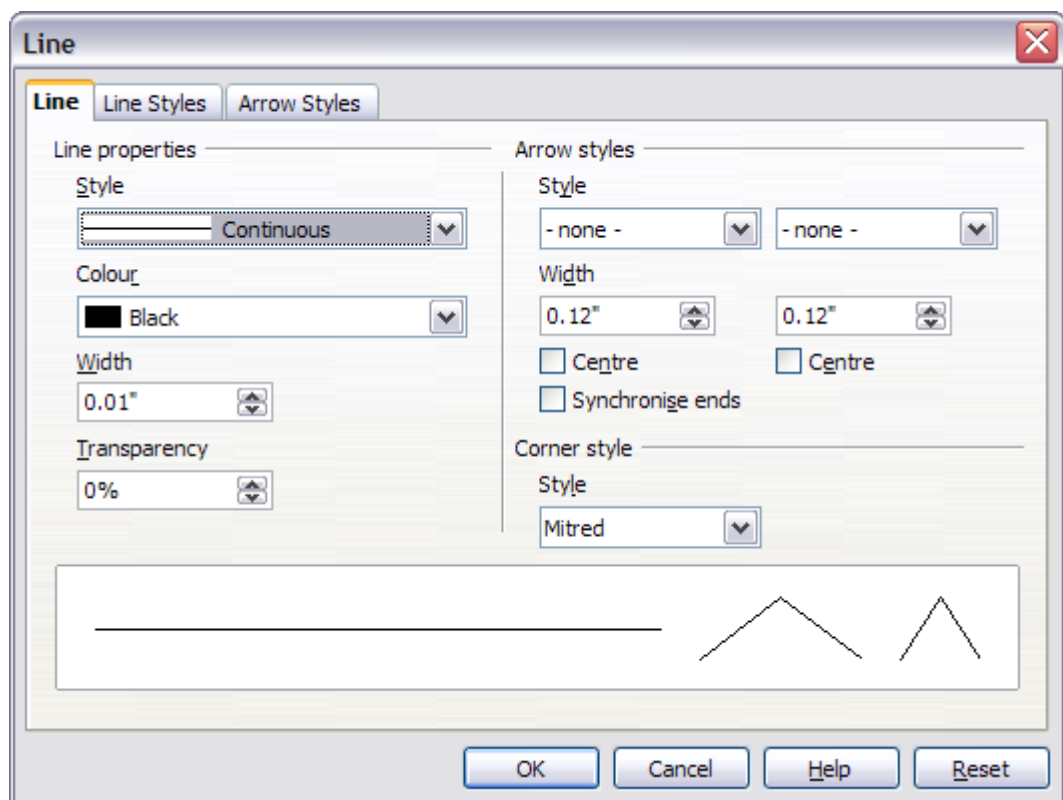 Line
Line Line Styles Arrow Styles
Line properties
Style
Continuous
Colour
Black
Width
0.01"
Transparency
0%
Arrow styles
Style
- none - - none -
Width
0.12" 0.12"
Centre Centre
Synchronise ends
Corner style
Style
Mitred
OK Cancel Help Reset